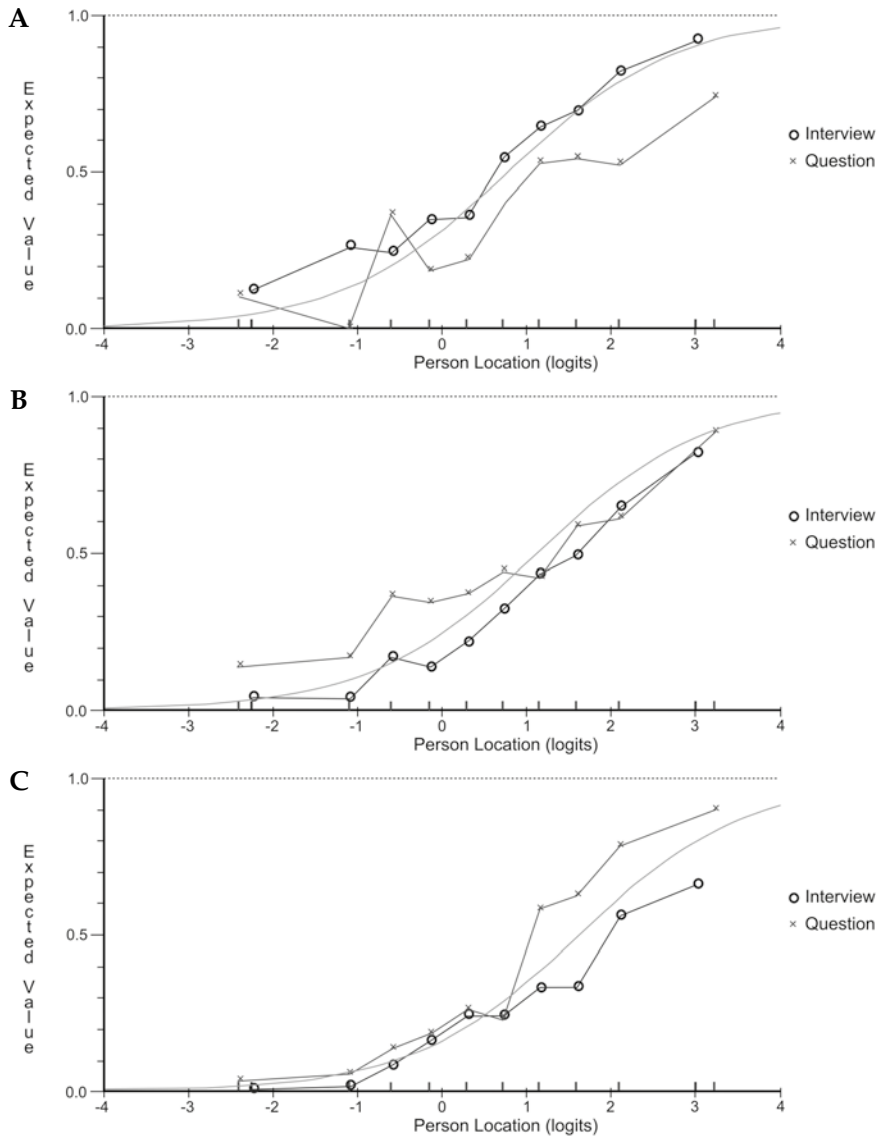 A
1.0
Expected Value
0.5
0.0
-4 -3 -2 -1 0 1 2 3 4
Person Location (logits)
Interview
Question
B
1.0
Expected Value
0.5
0.0
-4 -3 -2 -1 0 1 2 3 4
Person Location (logits)
Interview
Question
C
1.0
Expected Value
0.5
0.0
-4 -3 -2 -1 0 1 2 3 4
Person Location (logits)
Interview
Question